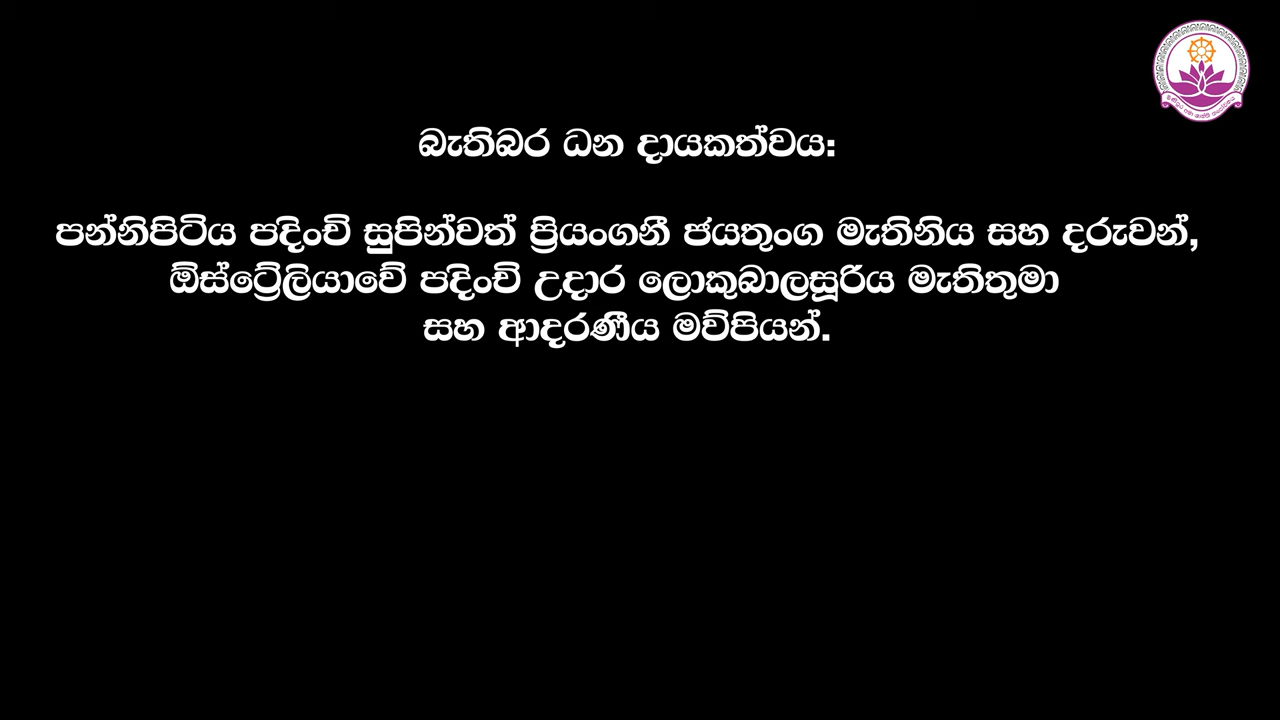 බැතිබර ධන දායකත්වය:
පන්නිපිටිය පදිංචි සුපින්වත් ප්‍රියංගනී ජයතුංග මැතිනිය සහ දරුවන්,
ඕස්ට්‍රේලියාවේ පදිංචි උදාර ලොකුබාලසූරිය මැතිතුමා
සහ ආදරණීය මව්පියන්.